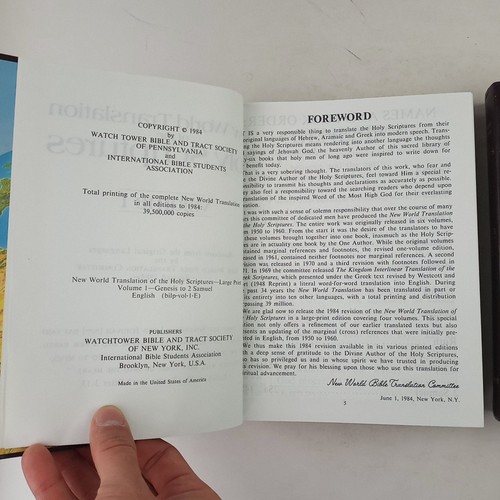 COPYRIGHT © 1984
by
WATCH TOWER BIBLE AND TRACT SOCIETY
OF PENNSYLVANIA
and
INTERNATIONAL BIBLE STUDENTS
ASSOCIATION
Total printing of the complete New World Translation
in all editions to 1984:
39,500,000 copies
New World Translation of the Holy Scriptures—Large Print
Volume 1—Genesis to 2 Samuel
English (bilp-vol-1-E)
PUBLISHERS
WATCHTOWER BIBLE AND TRACT SOCIETY
OF NEW YORK, INC.
International Bible Students Association
Brooklyn, New York, U.S.A.
Made in the United States of America
FOREWORD
IS a very responsible thing to translate the Holy Scriptures from their
original languages of Hebrew, Aramaic and Greek into modern speech. Trans-
the Holy Scriptures means rendering into another language the thoughts
sayings of Jehovah God, the heavenly Author of this sacred library of
books that holy men of long ago were inspired to write down for
benefit today.
is a very sobering thought. The translators of this work, who fear and
the Divine Author of the Holy Scriptures, feel toward Him a special re-
to transmit his thoughts and declarations as accurately as possible.
also feel a responsibility toward the searching readers who depend upon
translation of the inspired Word of the Most High God for their everlasting
was with such a sense of solemn responsibility that over the course of many
this committee of dedicated men have produced the New World Translation
the Holy Scriptures. The entire work was originally released in six volumes,
1950 to 1960. From the start it was the desire of the translators to have
volumes brought together into one book, inasmuch as the Holy Scrip-
are in actuality one book by the One Author. While the original volumes
contained marginal references and footnotes, the revised one-volume edition,
released in 1961, contained neither footnotes nor marginal references. A second
was released in 1970 and a third revision with footnotes followed in
In 1969 the committee released The Kingdom Interlinear Translation of the
Greek Scriptures, which presented under the Greek text revised by Westcott and
(1948 Reprint) a literal word-for-word translation into English. During
past 34 years the New World Translation has been translated in part or
its entirety into ten other languages, with a total printing and distribution
39 million.
are glad to now release the 1984 revision of the New World Translation of
Holy Scriptures in a large-print edition covering four volumes. This special
not only offers a refinement of our earlier translated texts but also
an updating of the marginal (cross) references that were initially pre-
in English, from 1950 to 1960.
We thus make this 1984 revision available in its various printed editions
with a deep sense of gratitude to the Divine Author of the Holy Scriptures,
has so privileged us and in whose spirit we have trusted in producing
revision. We pray for his blessing upon those who use this translation for
advancement.
New World Bible Translation Committee
5
June 1, 1984, New York, N.Y.